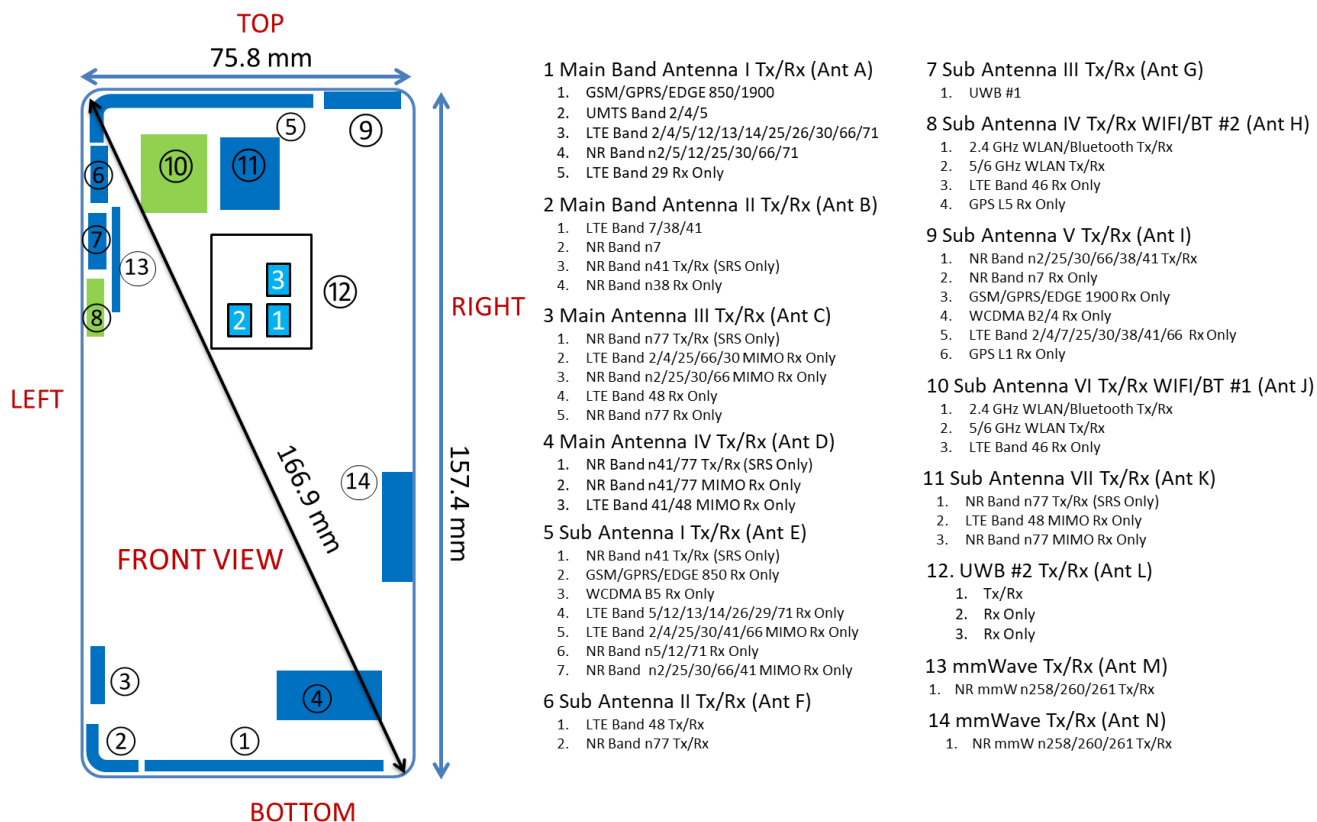 TOP
75.8 mm
5
9
10
11
6
7
13
8
3
12
2
1
RIGHT
LEFT
166.9 mm
14
157.4 mm
FRONT VIEW
3
4
2
1
BOTTOM
1 Main Band Antenna I Tx/Rx (Ant A)
1. GSM/GPRS/EDGE 850/1900
2. UMTS Band 2/4/5
3. LTE Band 2/4/5/12/13/14/25/26/30/66/71
4. NR Band n2/5/12/25/30/66/71
5. LTE Band 29 Rx Only
2 Main Band Antenna II Tx/Rx (Ant B)
1. LTE Band 7/38/41
2. NR Band n7
3. NR Band n41 Tx/Rx (SRS Only)
4. NR Band n38 Rx Only
3 Main Antenna III Tx/Rx (Ant C)
1. NR Band n77 Tx/Rx (SRS Only)
2. LTE Band 2/4/25/66/30 MIMO Rx Only
3. NR Band n2/25/30/66 MIMO Rx Only
4. LTE Band 48 Rx Only
5. NR Band n77 Rx Only
4 Main Antenna IV Tx/Rx (Ant D)
1. NR Band n41/77 Tx/Rx (SRS Only)
2. NR Band n41/77 MIMO Rx Only
3. LTE Band 41/48 MIMO Rx Only
5 Sub Antenna I Tx/Rx (Ant E)
1. NR Band n41 Tx/Rx (SRS Only)
2. GSM/GPRS/EDGE 850 Rx Only
3. WCDMA B5 Rx Only
4. LTE Band 5/12/13/14/26/29/71 Rx Only
5. LTE Band 2/4/25/30/41/66 MIMO Rx Only
6. NR Band n5/12/71 Rx Only
7. NR Band n2/25/30/66/41 MIMO Rx Only
6 Sub Antenna II Tx/Rx (Ant F)
1. LTE Band 48 Tx/Rx
2. NR Band n77 Tx/Rx
7 Sub Antenna III Tx/Rx (Ant G)
1. UWB #1
8 Sub Antenna IV Tx/Rx WIFI/BT #2 (Ant H)
1. 2.4 GHz WLAN/Bluetooth Tx/Rx
2. 5/6 GHz WLAN Tx/Rx
3. LTE Band 46 Rx Only
4. GPS L5 Rx Only
9 Sub Antenna V Tx/Rx (Ant I)
1. NR Band n2/25/30/66/38/41 Tx/Rx
2. NR Band n7 Rx Only
3. GSM/GPRS/EDGE 1900 Rx Only
4. WCDMA B2/4 Rx Only
5. LTE Band 2/4/7/25/30/38/41/66 Rx Only
6. GPS L1 Rx Only
10 Sub Antenna VI Tx/Rx WIFI/BT #1 (Ant J)
1. 2.4 GHz WLAN/Bluetooth Tx/Rx
2. 5/6 GHz WLAN Tx/Rx
3. LTE Band 46 Rx Only
11 Sub Antenna VII Tx/Rx (Ant K)
1. NR Band n77 Tx/Rx (SRS Only)
2. LTE Band 48 MIMO Rx Only
3. NR Band n77 MIMO Rx Only
12. UWB #2 Tx/Rx (Ant L)
1. Tx/Rx
2. Rx Only
3. Rx Only
13 mmWave Tx/Rx (Ant M)
1. NR mmW n258/260/261 Tx/Rx
14 mmWave Tx/Rx (Ant N)
1. NR mmW n258/260/261 Tx/Rx